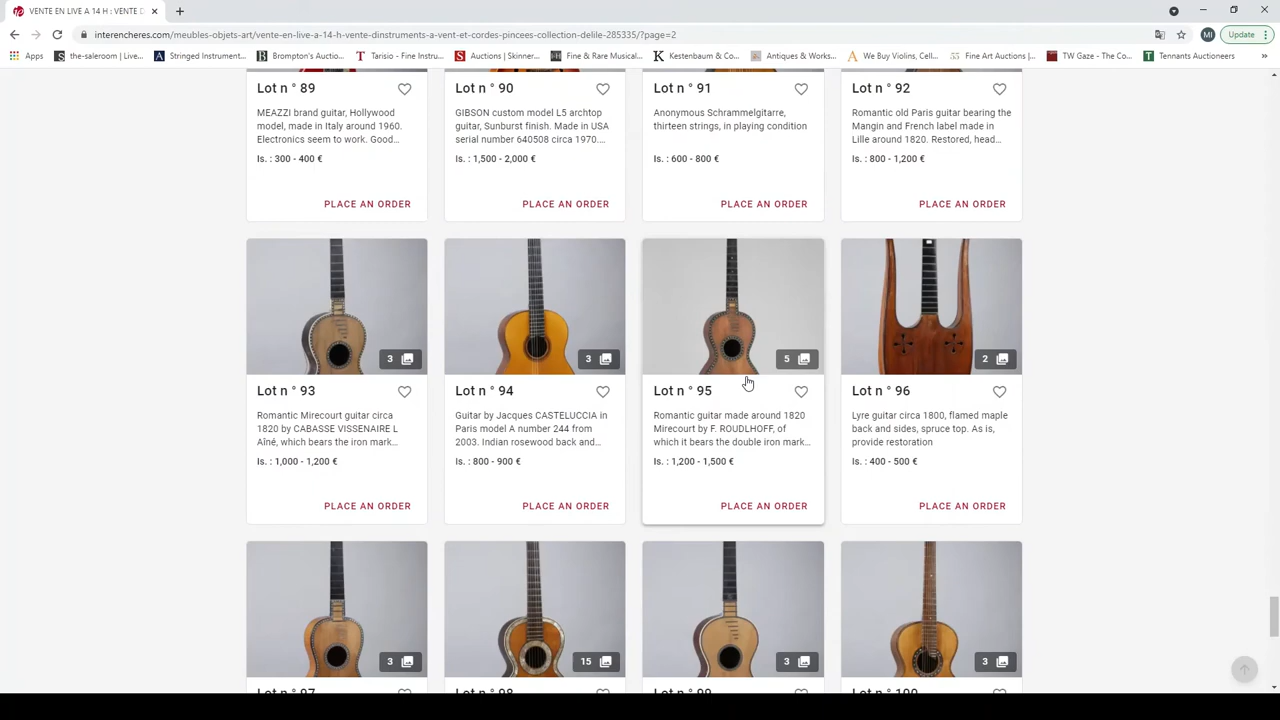 VENTE EN LIVE A 14 H : VENTE D
interencheres.com/meubles-objets-art/vente-en-live-a-14-h-vente-dinstruments-a-vent-et-cordes-pincees-collection-delile-285335/?page=2
MI
Update
Apps
the-saleroom | Live...
Stringed Instrument...
Brompton's Auction...
Tarisio - Fine Instru...
Auctions | Skinner...
Fine & Rare Musical...
Kestenbaum & Co...
Antiques & Works...
We Buy Violins, Cell...
Fine Art Auctions |...
TW Gaze - The Co...
Tennants Auctioneers
Lot n ° 89
MEAZZI brand guitar, Hollywood
model, made in Italy around 1960.
Electronics seem to work. Good...
Is. : 300 - 400 €
PLACE AN ORDER
Lot n ° 90
GIBSON custom model L5 archtop
guitar, Sunburst finish. Made in USA
serial number 640508 circa 1970....
Is. : 1,500 - 2,000 €
PLACE AN ORDER
Lot n ° 91
Anonymous Schrammelgitarre,
thirteen strings, in playing condition
Is. : 600 - 800 €
PLACE AN ORDER
Lot n ° 92
Romantic old Paris guitar bearing the
Mangin and French label made in
Lille around 1820. Restored, head...
Is. : 800 - 1,200 €
PLACE AN ORDER
3
Lot n ° 93
Romantic Mirecourt guitar circa
1820 by CABASSE VISSENAIRE L
Aîné, which bears the iron mark...
Is. : 1,000 - 1,200 €
PLACE AN ORDER
3
Lot n ° 94
Guitar by Jacques CASTELUCCIA in
Paris model A number 244 from
2003. Indian rosewood back and...
Is. : 800 - 900 €
PLACE AN ORDER
5
Lot n ° 95
Romantic guitar made around 1820
Mirecourt by F. ROUDLHOFF, of
which it bears the double iron mark...
Is. : 1,200 - 1,500 €
PLACE AN ORDER
2
Lot n ° 96
Lyre guitar circa 1800, flamed maple
back and sides, spruce top. As is,
provide restoration
Is. : 400 - 500 €
PLACE AN ORDER
3
Lot n ° 97
15
Lot n ° 98
3
Lot n ° 99
3
Lot n ° 100